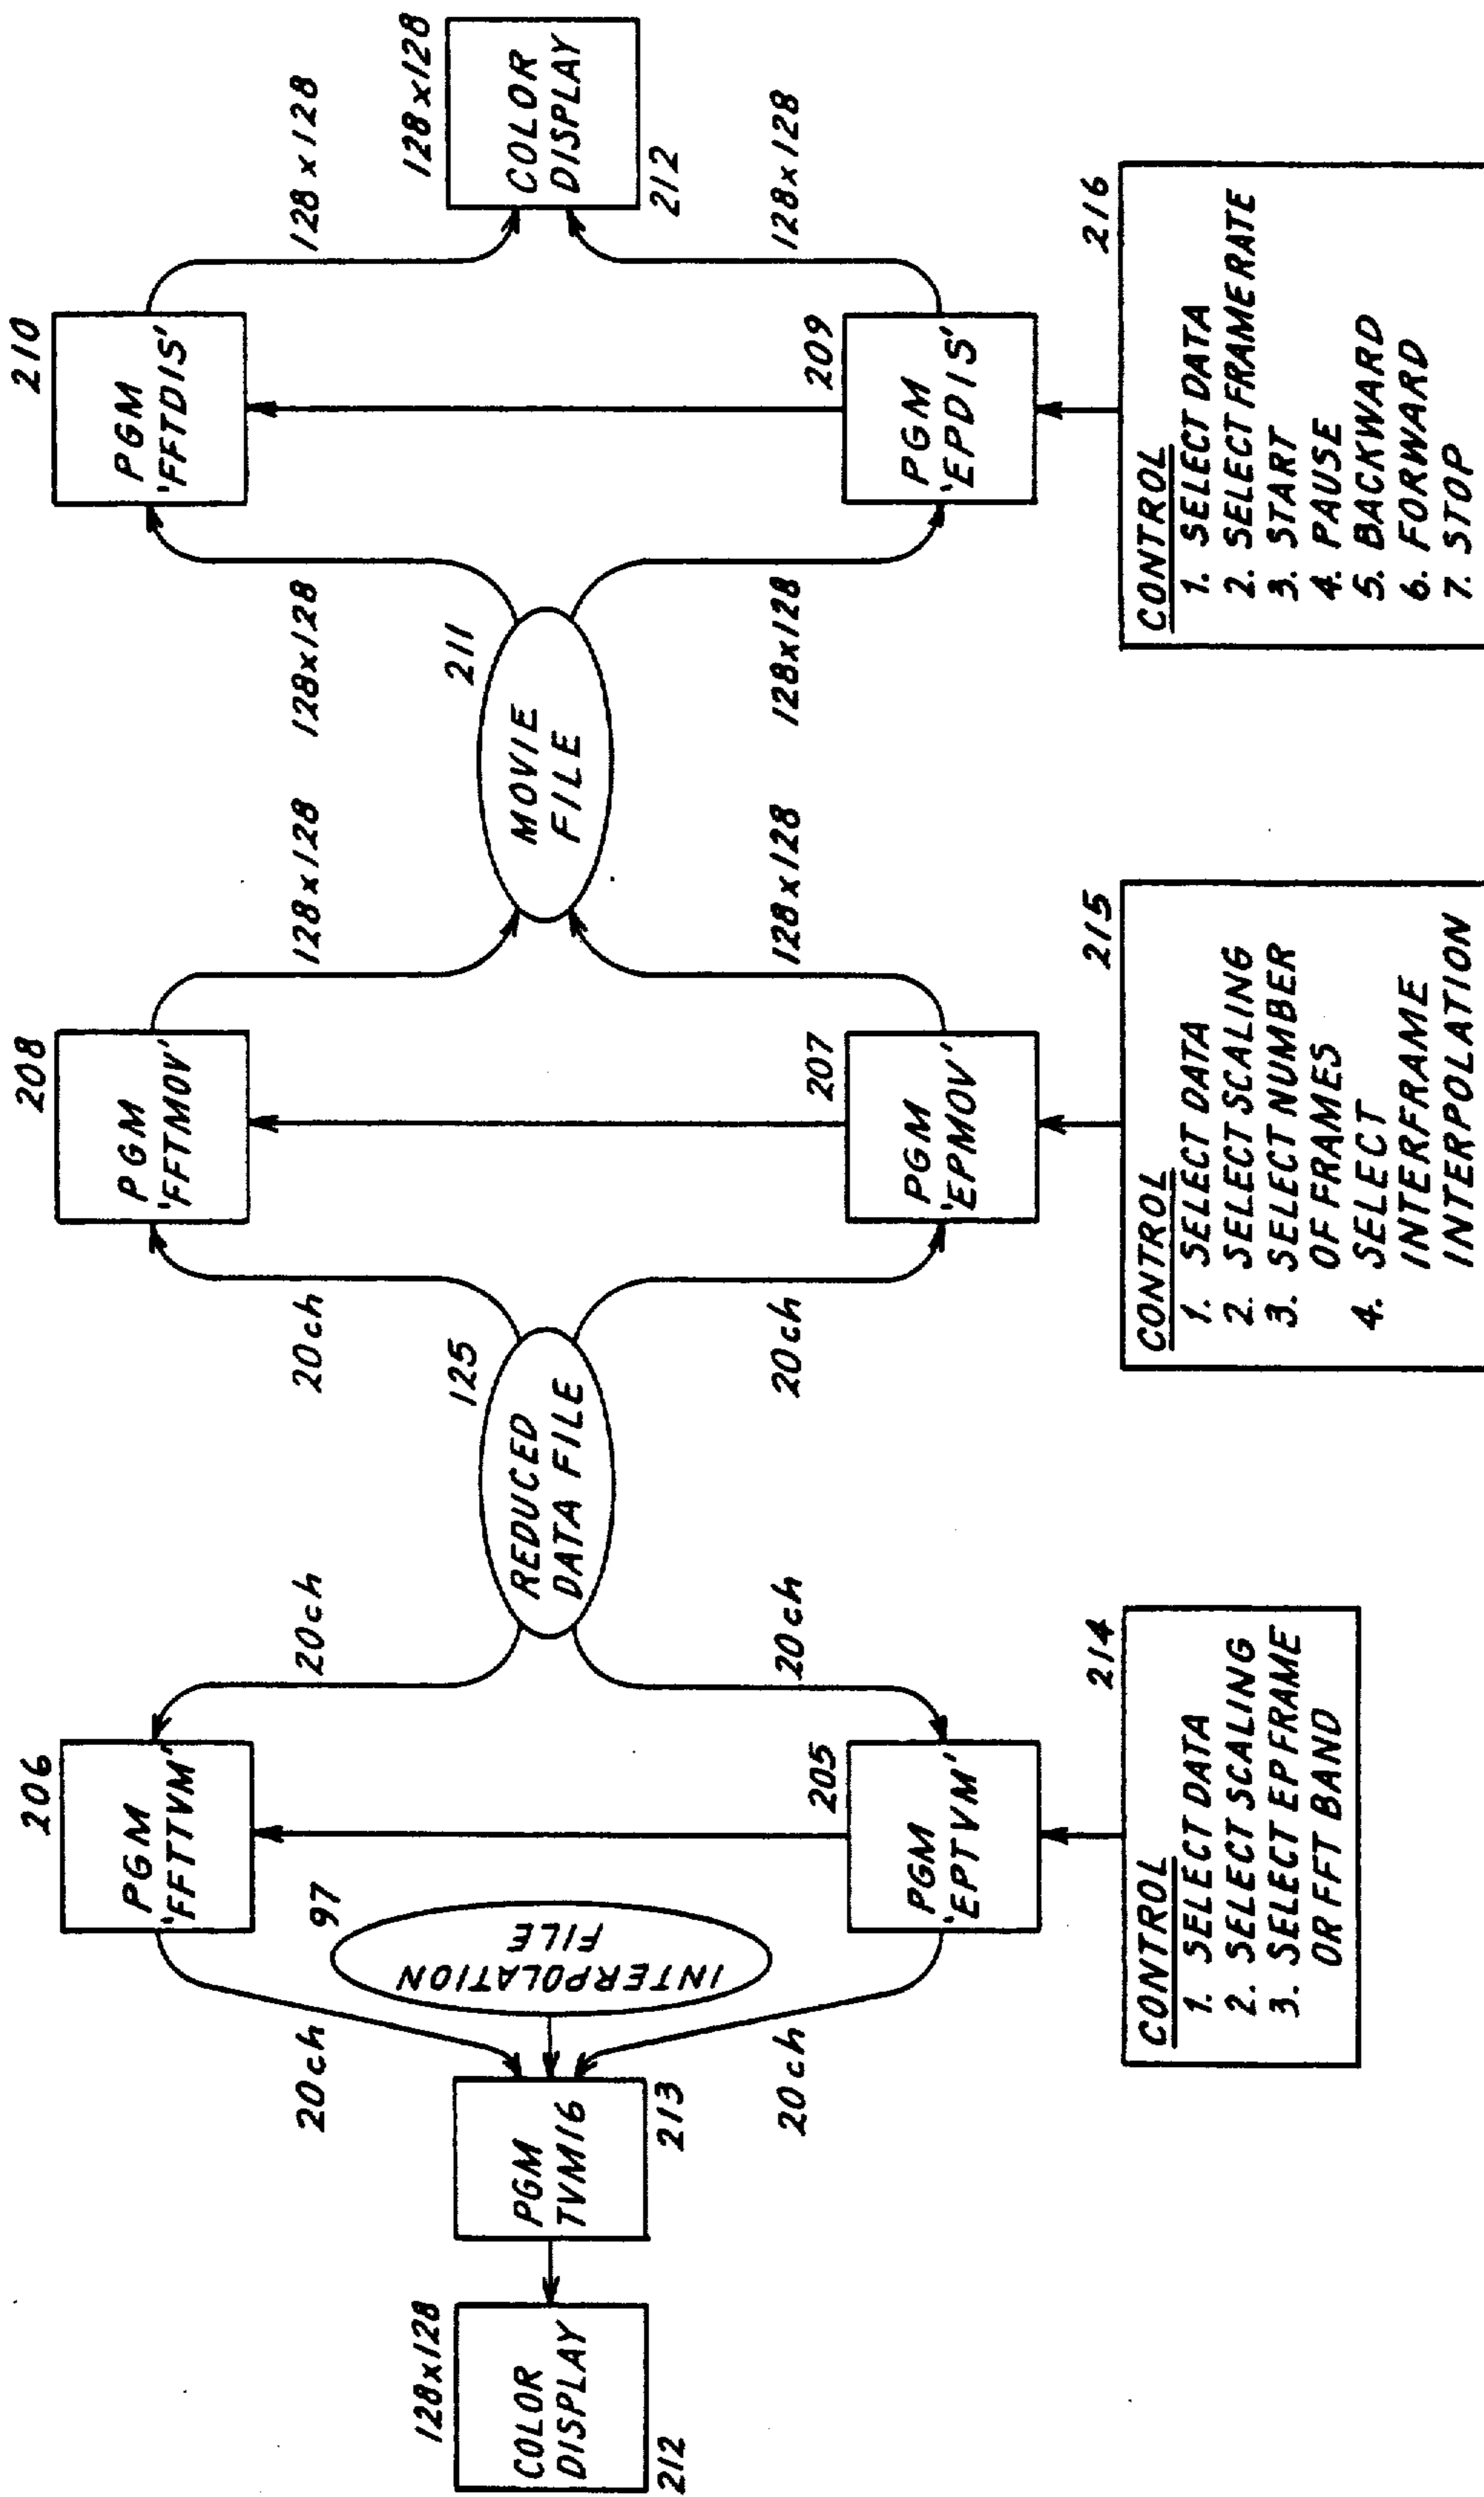 206
PGM
'FFTTVM'
208
PGM
'FFTMOV'
210
PGM
'FFTDIS'
20ch
97
20ch
20ch
128x128
128x128
128x128
128x128
COLOR
DISPLAY
212
PGM
TVM16
213
INTERPOLATION
FILE
125
REDUCED
DATA FILE
211
MOVIE
FILE
128x128
COLOR
DISPLAY
212
20ch
20ch
20ch
128x128
128x128
128x128
205
PGM
'EPTVM'
207
PGM
'EPMOV'
209
PGM
'EPDIS'
214
CONTROL
1. SELECT DATA
2. SELECT SCALING
3. SELECT EP FRAME
OR FFT BAND
215
CONTROL
1. SELECT DATA
2. SELECT SCALING
3. SELECT NUMBER
OF FRAMES
4. SELECT
INTERFRAME
INTERPOLATION
216
CONTROL
1. SELECT DATA
2. SELECT FRAMERATE
3. START
4. PAUSE
5. BACKWARD
6. FORWARD
7. STOP